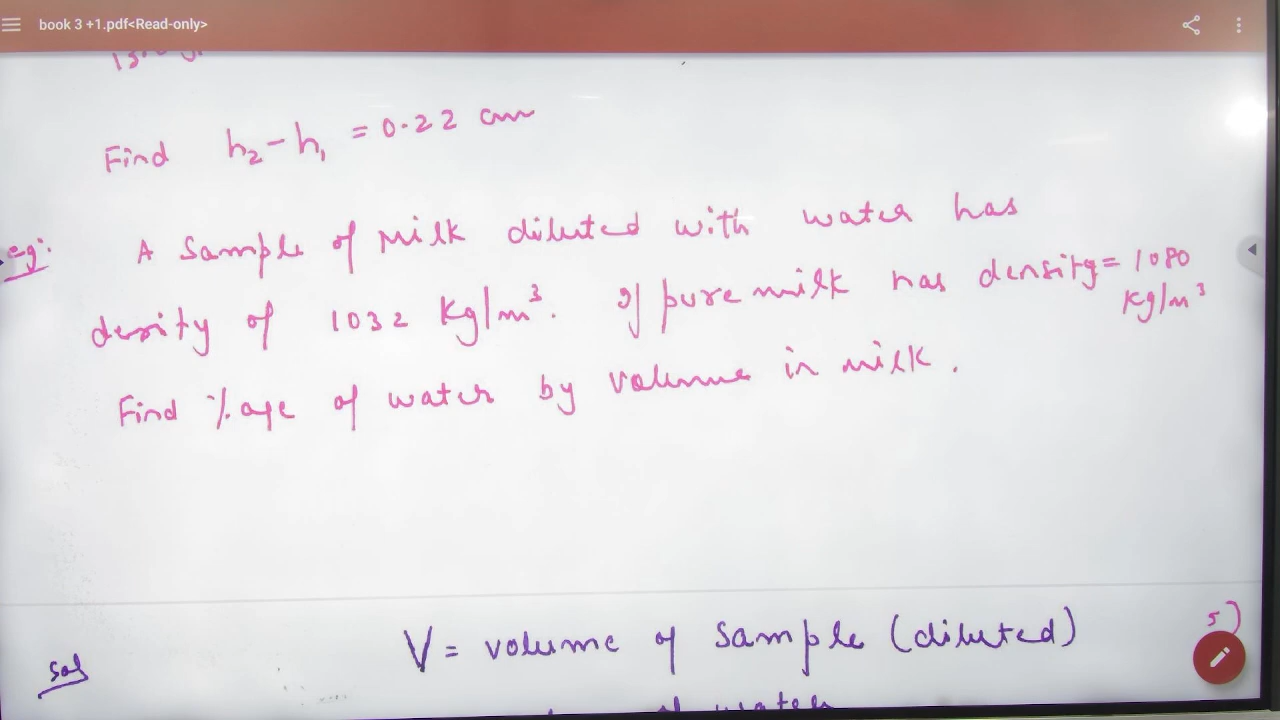 book 3 +1.pdf<Read-only>
Find h₂-h₁ = 0.22 cm
eg: A Sample of Milk diluted with water has
density of 1032 Kg/m³. If pure milk has density = 1080 Kg/m³
Find %age of water by volume in milk.
Sol V = volume of Sample (diluted)
5)
water